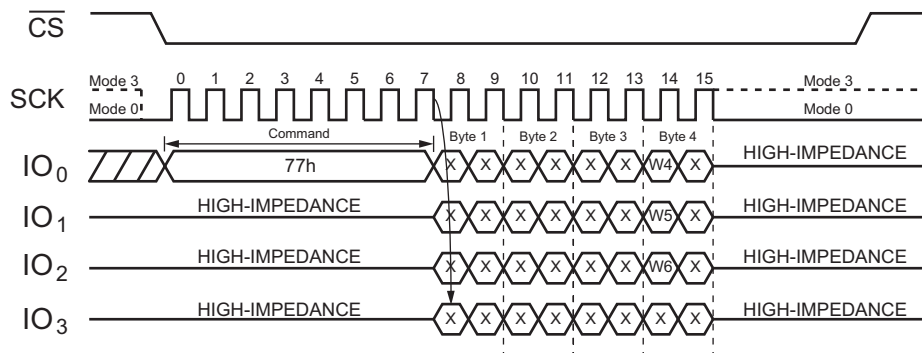 CS
Mode 3 0 1 2 3 4 5 6 7 8 9 10 11 12 13 14 15 Mode 3
SCK
Mode 0 Mode 0
Command Byte 1 Byte 2 Byte 3 Byte 4
IO0 77h X X X X X X W4 X HIGH-IMPEDANCE
IO1 HIGH-IMPEDANCE X X X X X X W5 X HIGH-IMPEDANCE
IO2 HIGH-IMPEDANCE X X X X X X W6 X HIGH-IMPEDANCE
IO3 HIGH-IMPEDANCE X X X X X X X X HIGH-IMPEDANCE